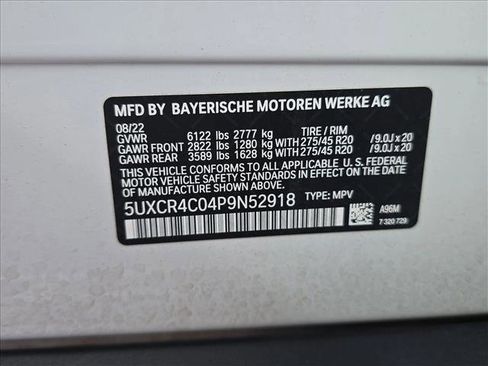 MFD BY BAYERISCHE MOTOREN WERKE AG
08/22 TIRE / RIM
GVWR 6122 lbs 2777 kg
GAWR FRONT 2822 lbs 1280 kg WITH 275/45 R20 /9.0J x 20
GAWR REAR 3589 lbs 1628 kg WITH 275/45 R20 /9.0J x 20
THIS VEHICLE CONFORMS TO ALL APPLICABLE U.S. FEDERAL
MOTOR VEHICLE SAFETY STANDARDS IN EFFECT ON THE DATE
OF MANUFACTURE SHOWN ABOVE.
5UXCR4C04P9N52918 TYPE: MPV
A96M
7 320 729